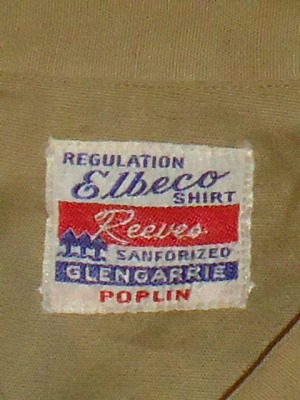 REGULATION
Elbeco
SHIRT
Reeves
SANFORIZED
GLENGARRIE
POPLIN